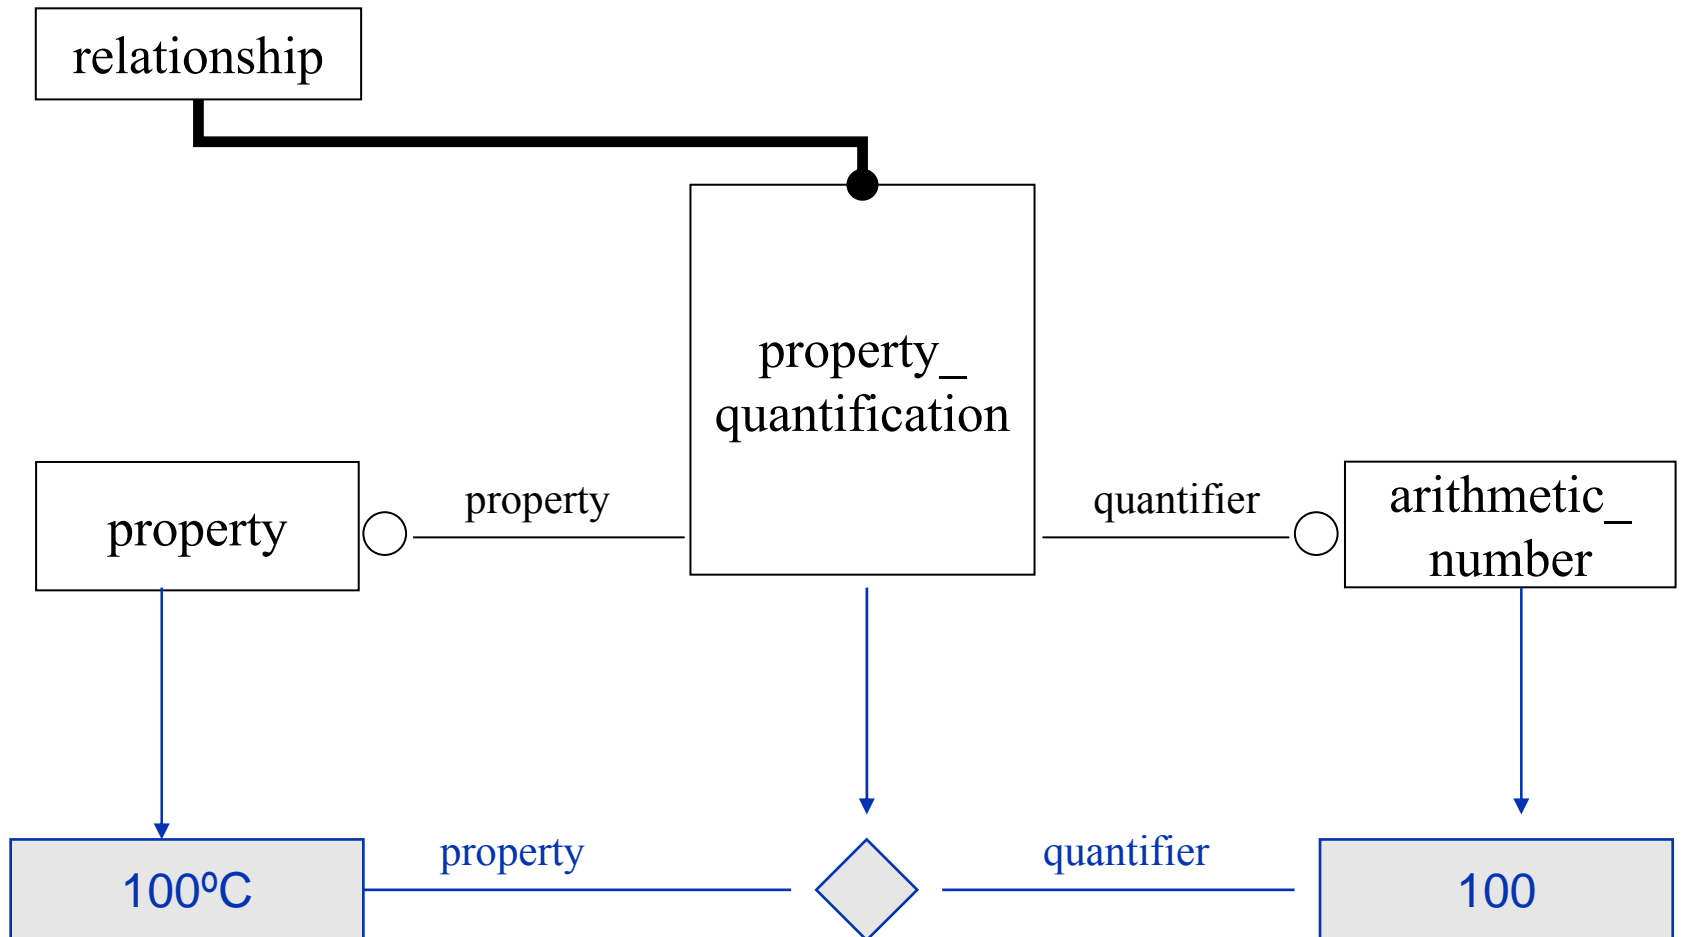 relationship
property_
quantification
property
property
quantifier
arithmetic_
number
property
quantifier
100ºC
100